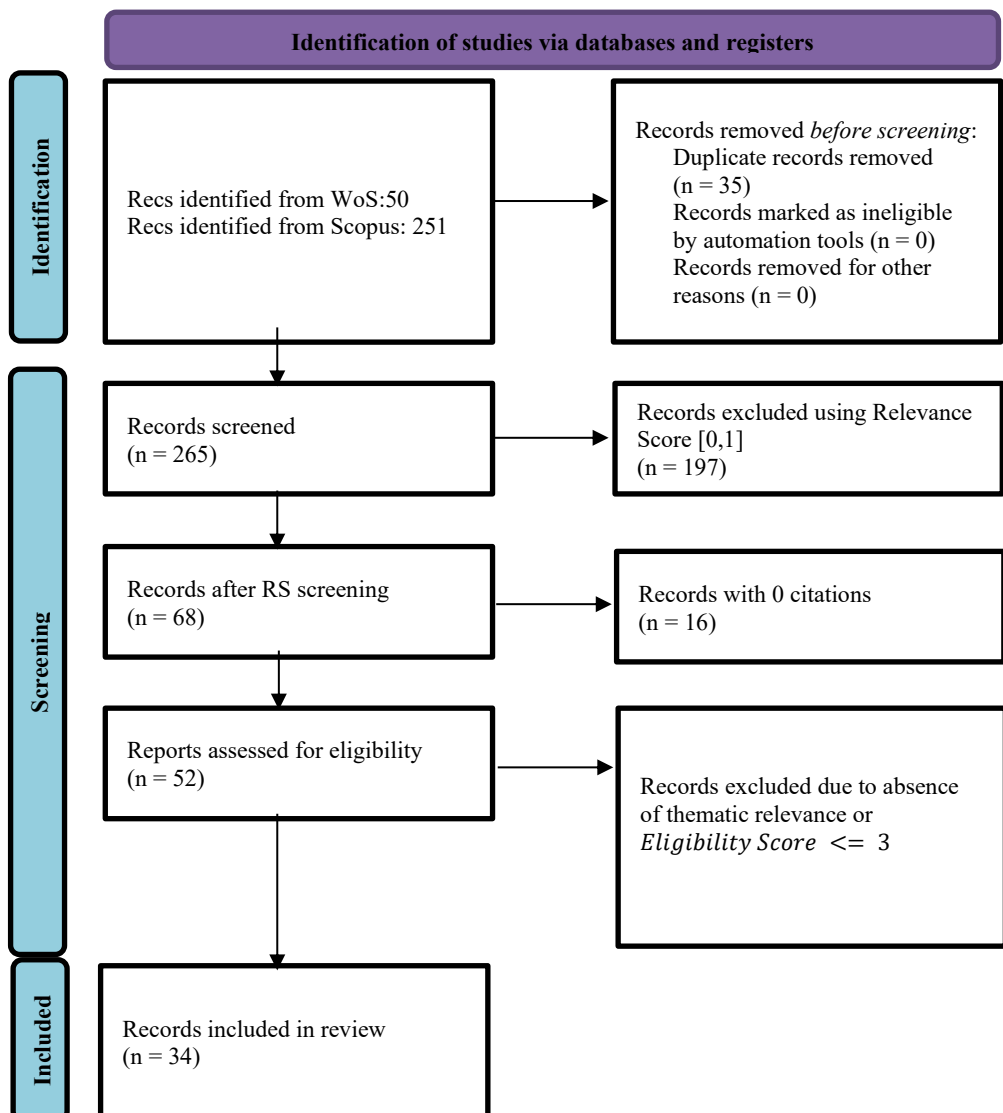 Identification of studies via databases and registers
Identification
Recs identified from WoS:50
Recs identified from Scopus: 251
Records removed before screening:
Duplicate records removed
(n = 35)
Records marked as ineligible
by automation tools (n = 0)
Records removed for other
reasons (n = 0)
Screening
Records screened
(n = 265)
Records excluded using Relevance
Score [0,1]
(n = 197)
Records after RS screening
(n = 68)
Records with 0 citations
(n = 16)
Reports assessed for eligibility
(n = 52)
Records excluded due to absence
of thematic relevance or
Eligibility Score <= 3
Included
Records included in review
(n = 34)